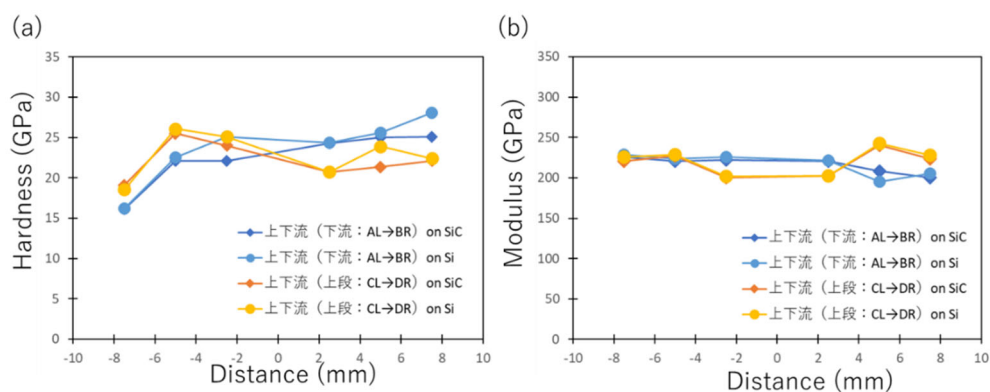 (a)
Hardness (GPa)
35
30
25
20
15
10
5
0
-10 -8 -6 -4 -2 0 2 4 6 8 10
Distance (mm)
上下流（下流：AL→BR）on SiC
上下流（下流：AL→BR）on Si
上下流（上段：CL→DR）on SiC
上下流（上段：CL→DR）on Si
(b)
Modulus (GPa)
350
300
250
200
150
100
50
0
-10 -8 -6 -4 -2 0 2 4 6 8 10
Distance (mm)
上下流（下流：AL→BR）on SiC
上下流（下流：AL→BR）on Si
上下流（上段：CL→DR）on SiC
上下流（上段：CL→DR）on Si